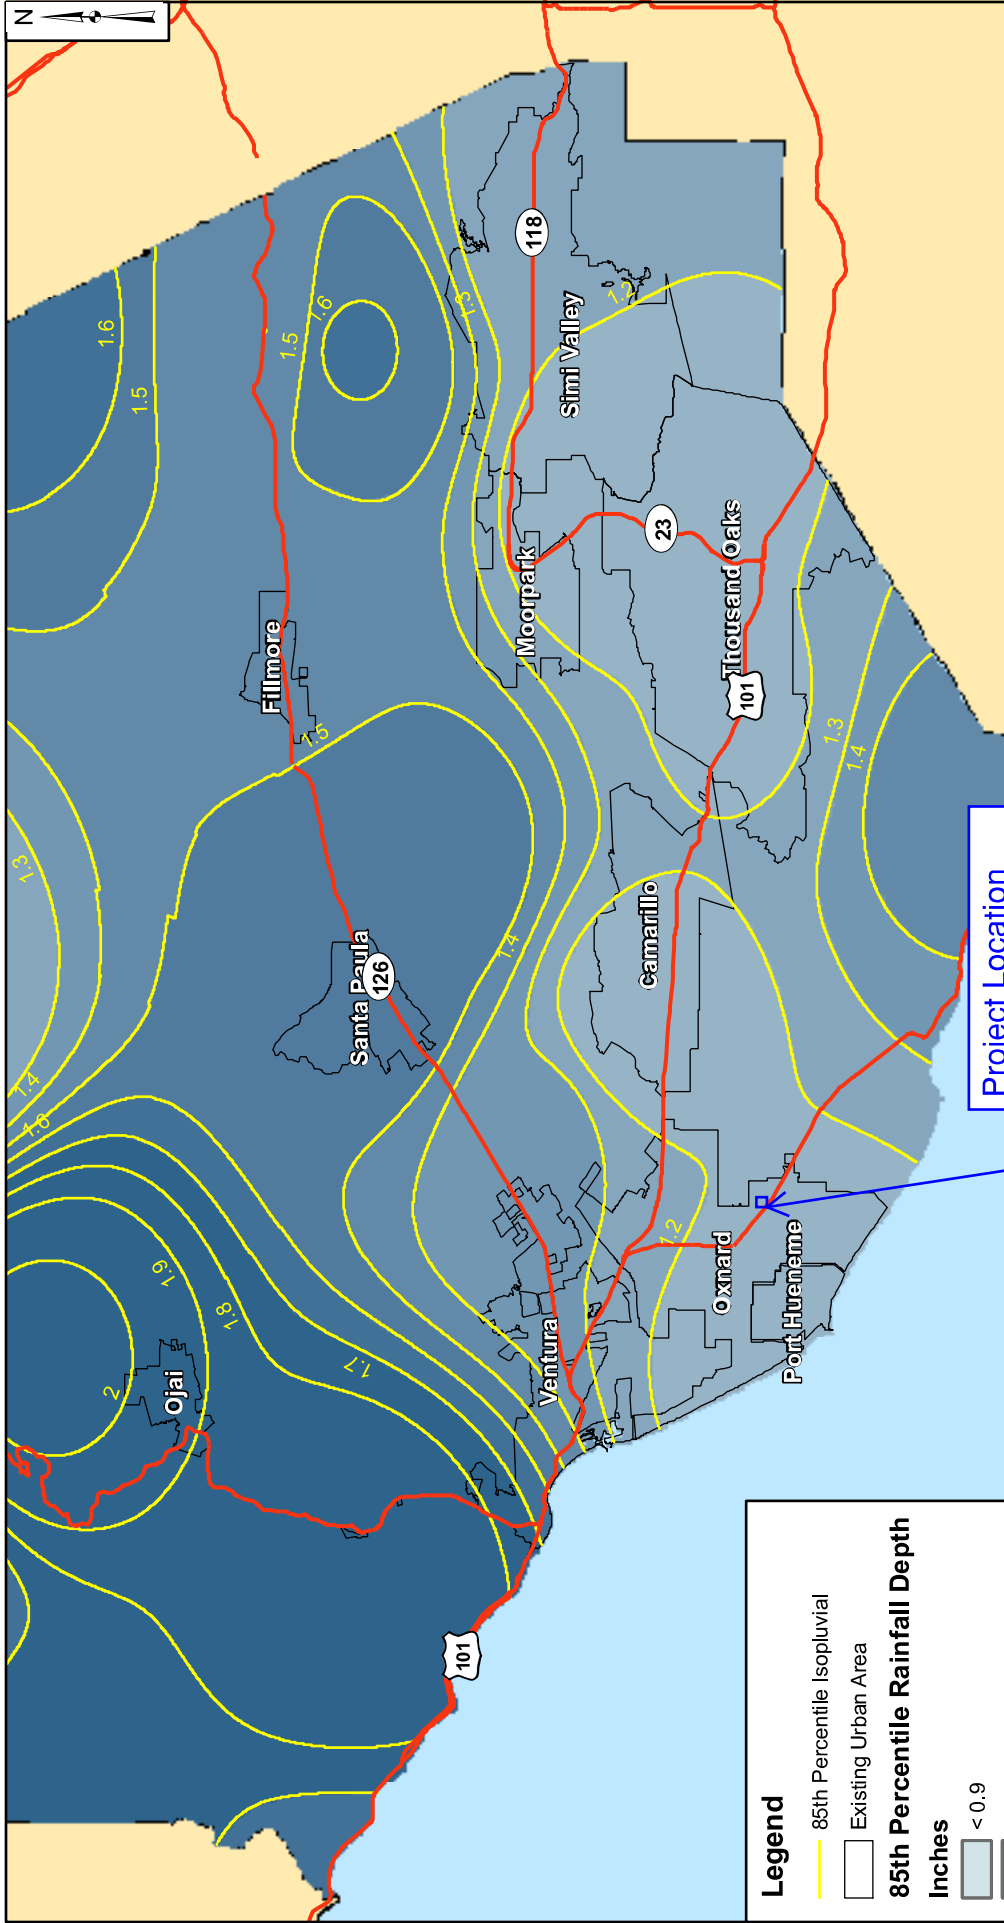 N
1.6
1.5
1.5
1.6
1.3
118
1.2
Simi Valley
23
Moorpark
Thousand Oaks
101
Fillmore
1.5
1.3
1.4
1.3
1.4
1.6
Santa Paula
126
1.4
Camarillo
Project Location
1.9
1.8
1.7
2
Ojai
Ventura
1.2
Oxnard
Port Hueneme
101
Legend
85th Percentile Isopluvial
Existing Urban Area
85th Percentile Rainfall Depth
Inches
< 0.9